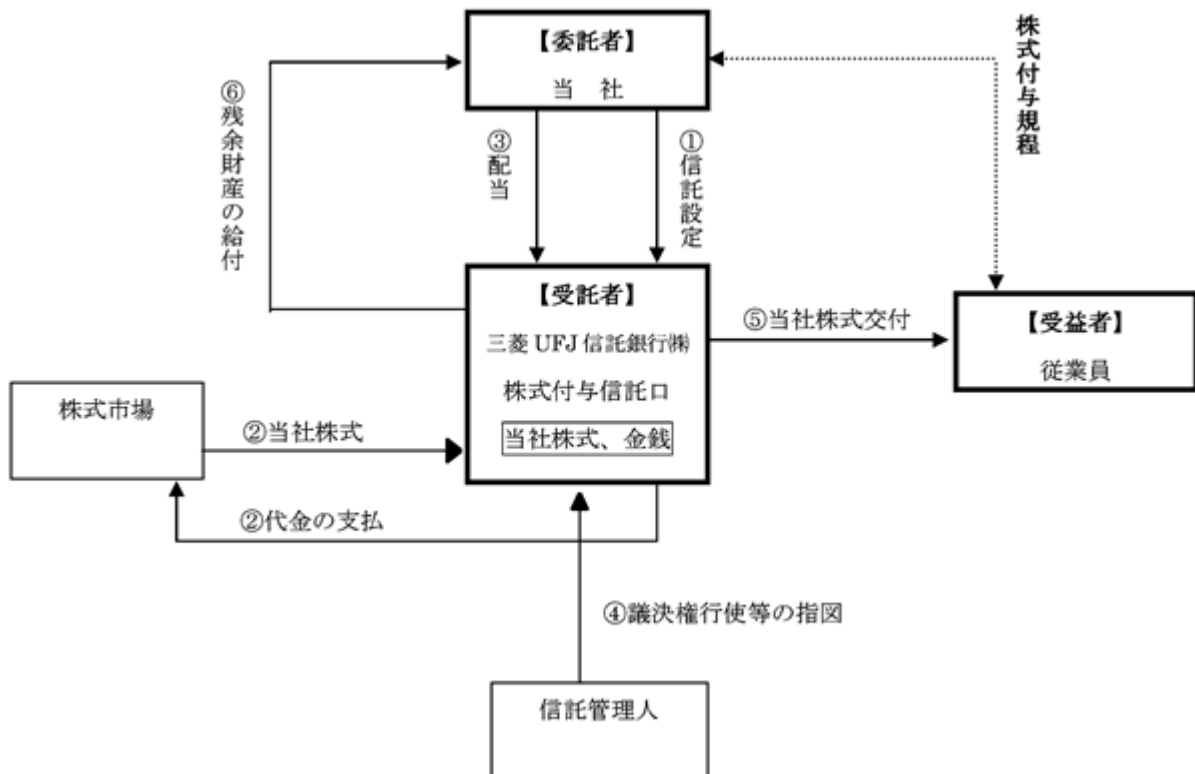 【委託者】
当　社
株式付与規程
⑥残余財産の給付
③配当
①信託設定
【受託者】
三菱 UFJ 信託銀行㈱
株式付与信託口
当社株式、金銭
⑤当社株式交付
【受益者】
従業員
株式市場
②当社株式
②代金の支払
④議決権行使等の指図
信託管理人